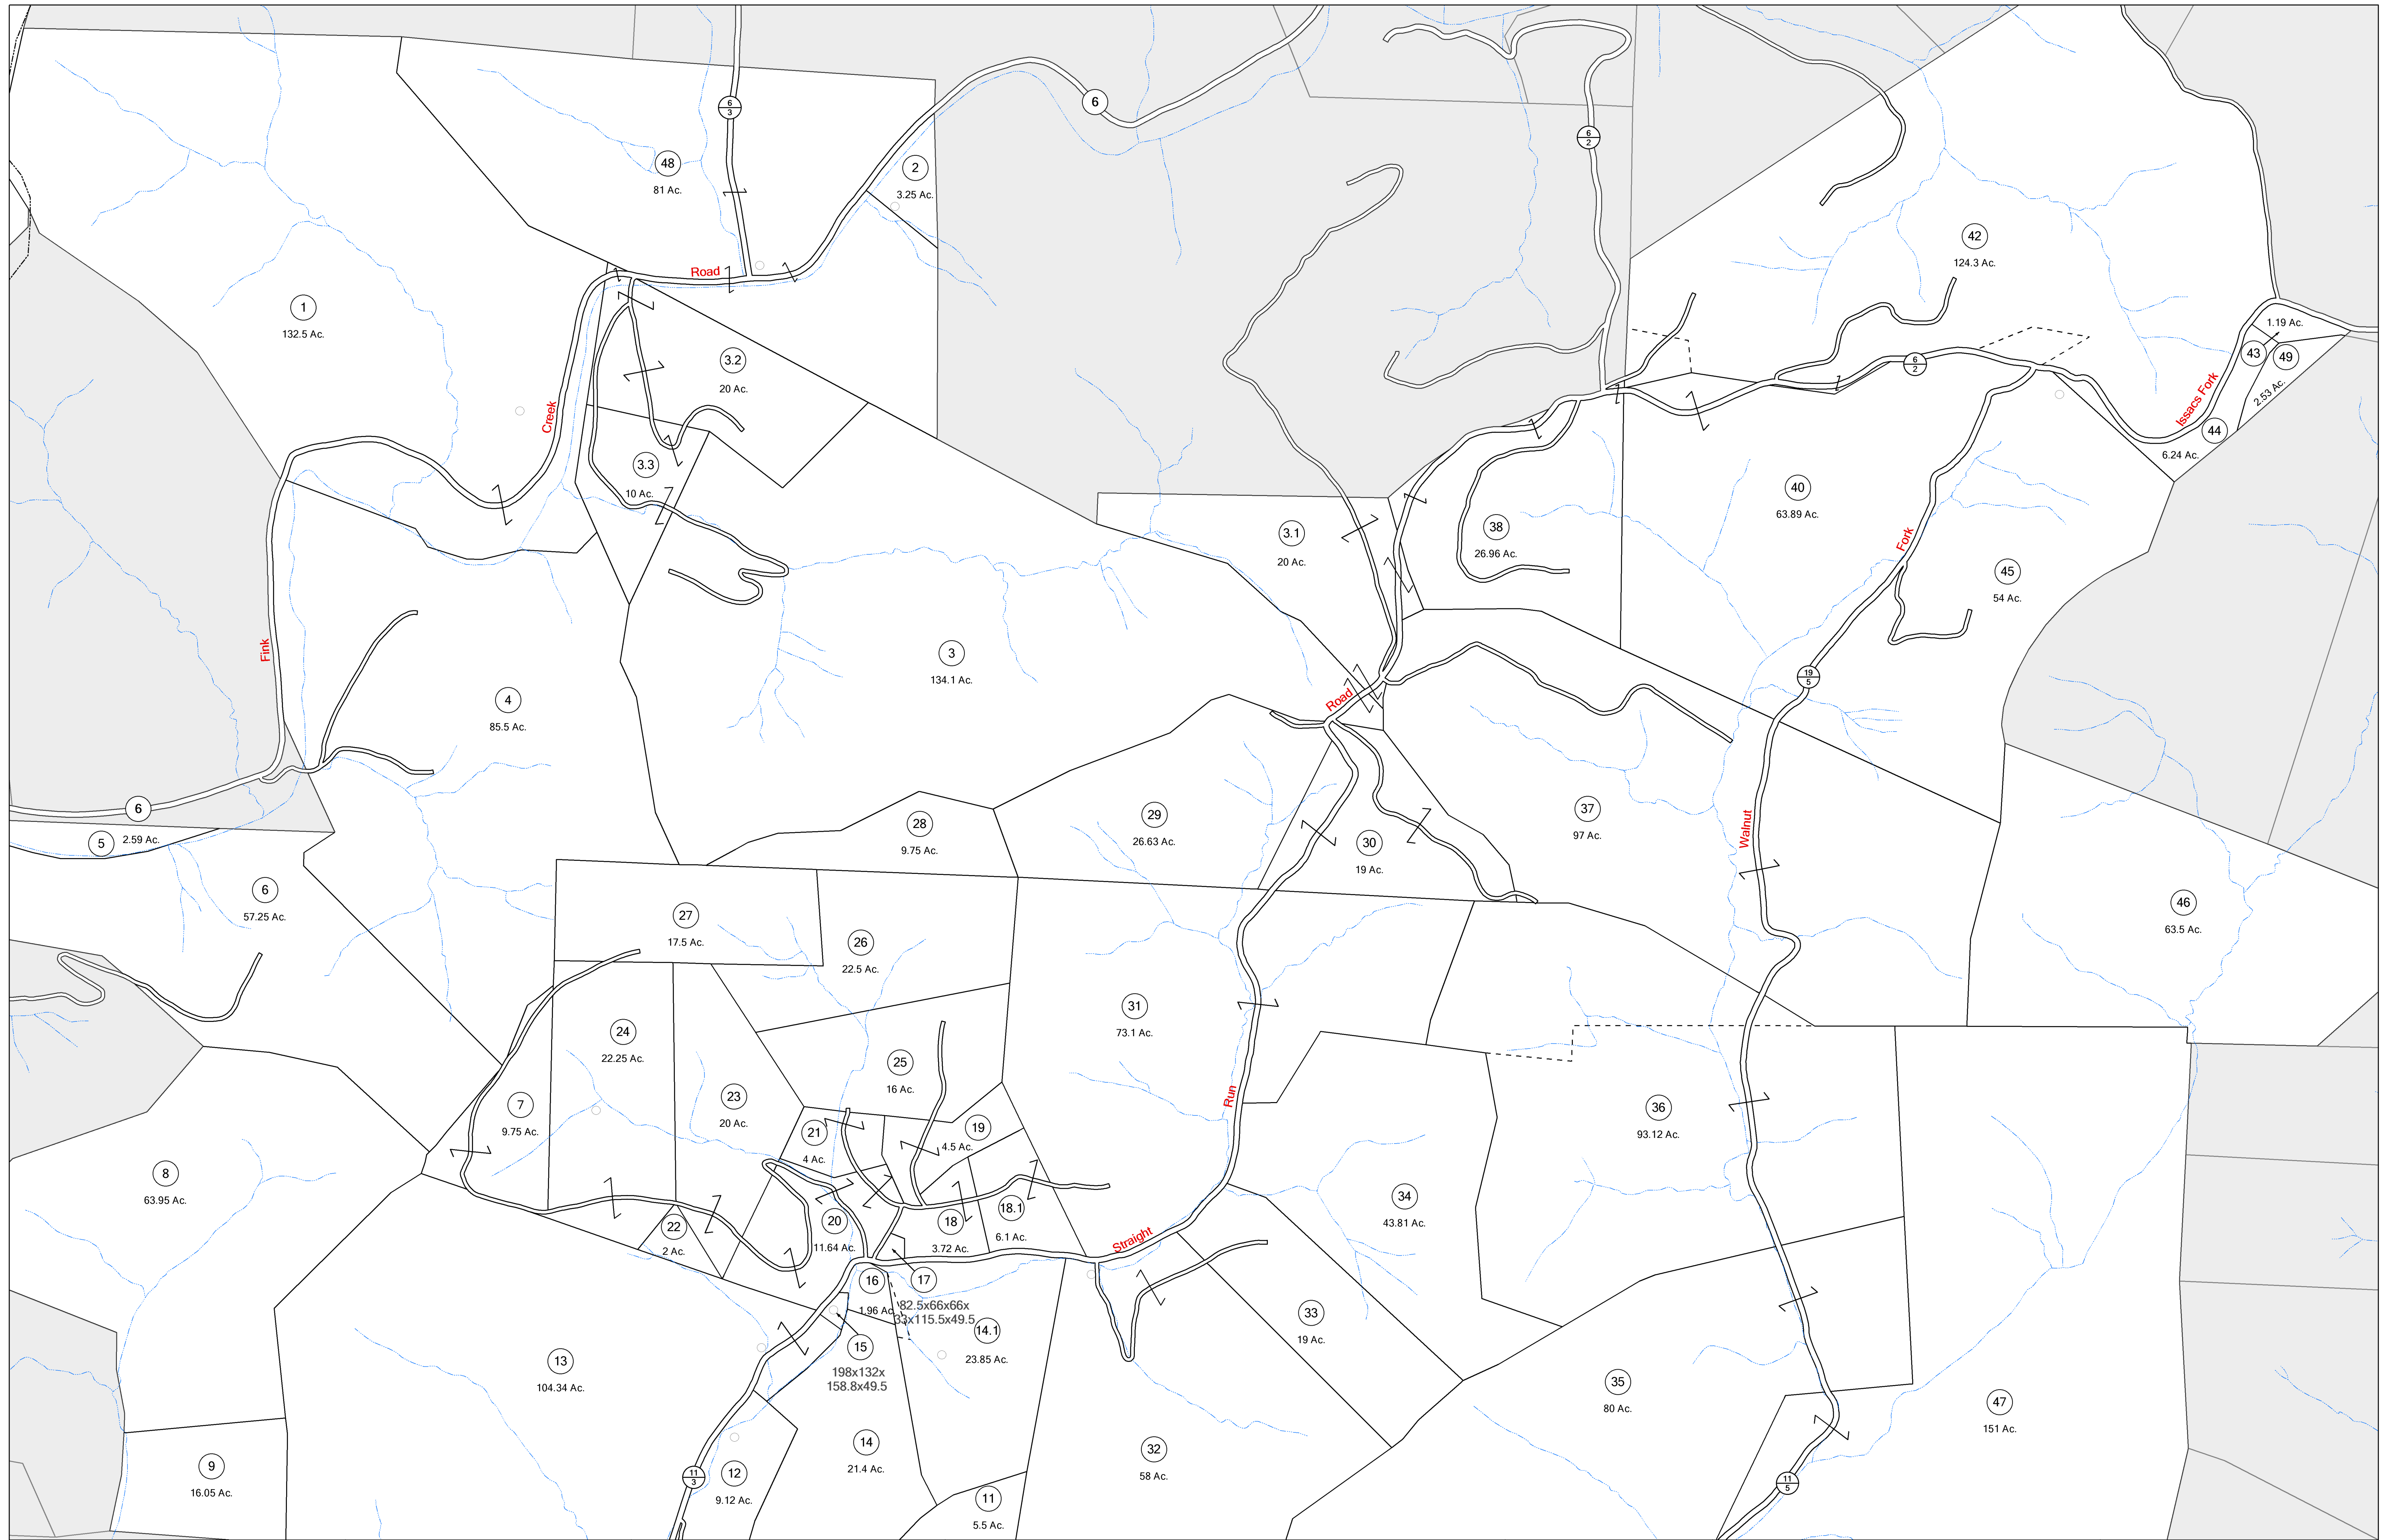 6
6
3
6
2
48
81 Ac.
2
3.25 Ac.
42
124.3 Ac.
Road
1
132.5 Ac.
3.2
20 Ac.
6
2
1.19 Ac.
43
49
2.53 Ac.
Issacs Fork
44
6.24 Ac.
Creek
3.3
10 Ac.
3.1
20 Ac.
38
26.96 Ac.
40
63.89 Ac.
Fork
45
54 Ac.
Fink
3
134.1 Ac.
4
85.5 Ac.
Road
19
5
6
5
2.59 Ac.
28
9.75 Ac.
29
26.63 Ac.
30
19 Ac.
37
97 Ac.
Walnut
6
57.25 Ac.
27
17.5 Ac.
26
22.5 Ac.
46
63.5 Ac.
31
73.1 Ac.
24
22.25 Ac.
25
16 Ac.
7
9.75 Ac.
23
20 Ac.
Run
36
93.12 Ac.
21
4 Ac.
19
4.5 Ac.
8
63.95 Ac.
34
43.81 Ac.
22
2 Ac.
20
11.64 Ac.
18
3.72 Ac.
18.1
6.1 Ac.
Straight
16
1.96 Ac.
17
82.5x66x66x
33x115.5x49.5
14.1
23.85 Ac.
33
19 Ac.
15
198x132x
158.8x49.5
13
104.34 Ac.
35
80 Ac.
47
151 Ac.
14
21.4 Ac.
32
58 Ac.
9
16.05 Ac.
11
3
12
9.12 Ac.
11
5.5 Ac.
11
5